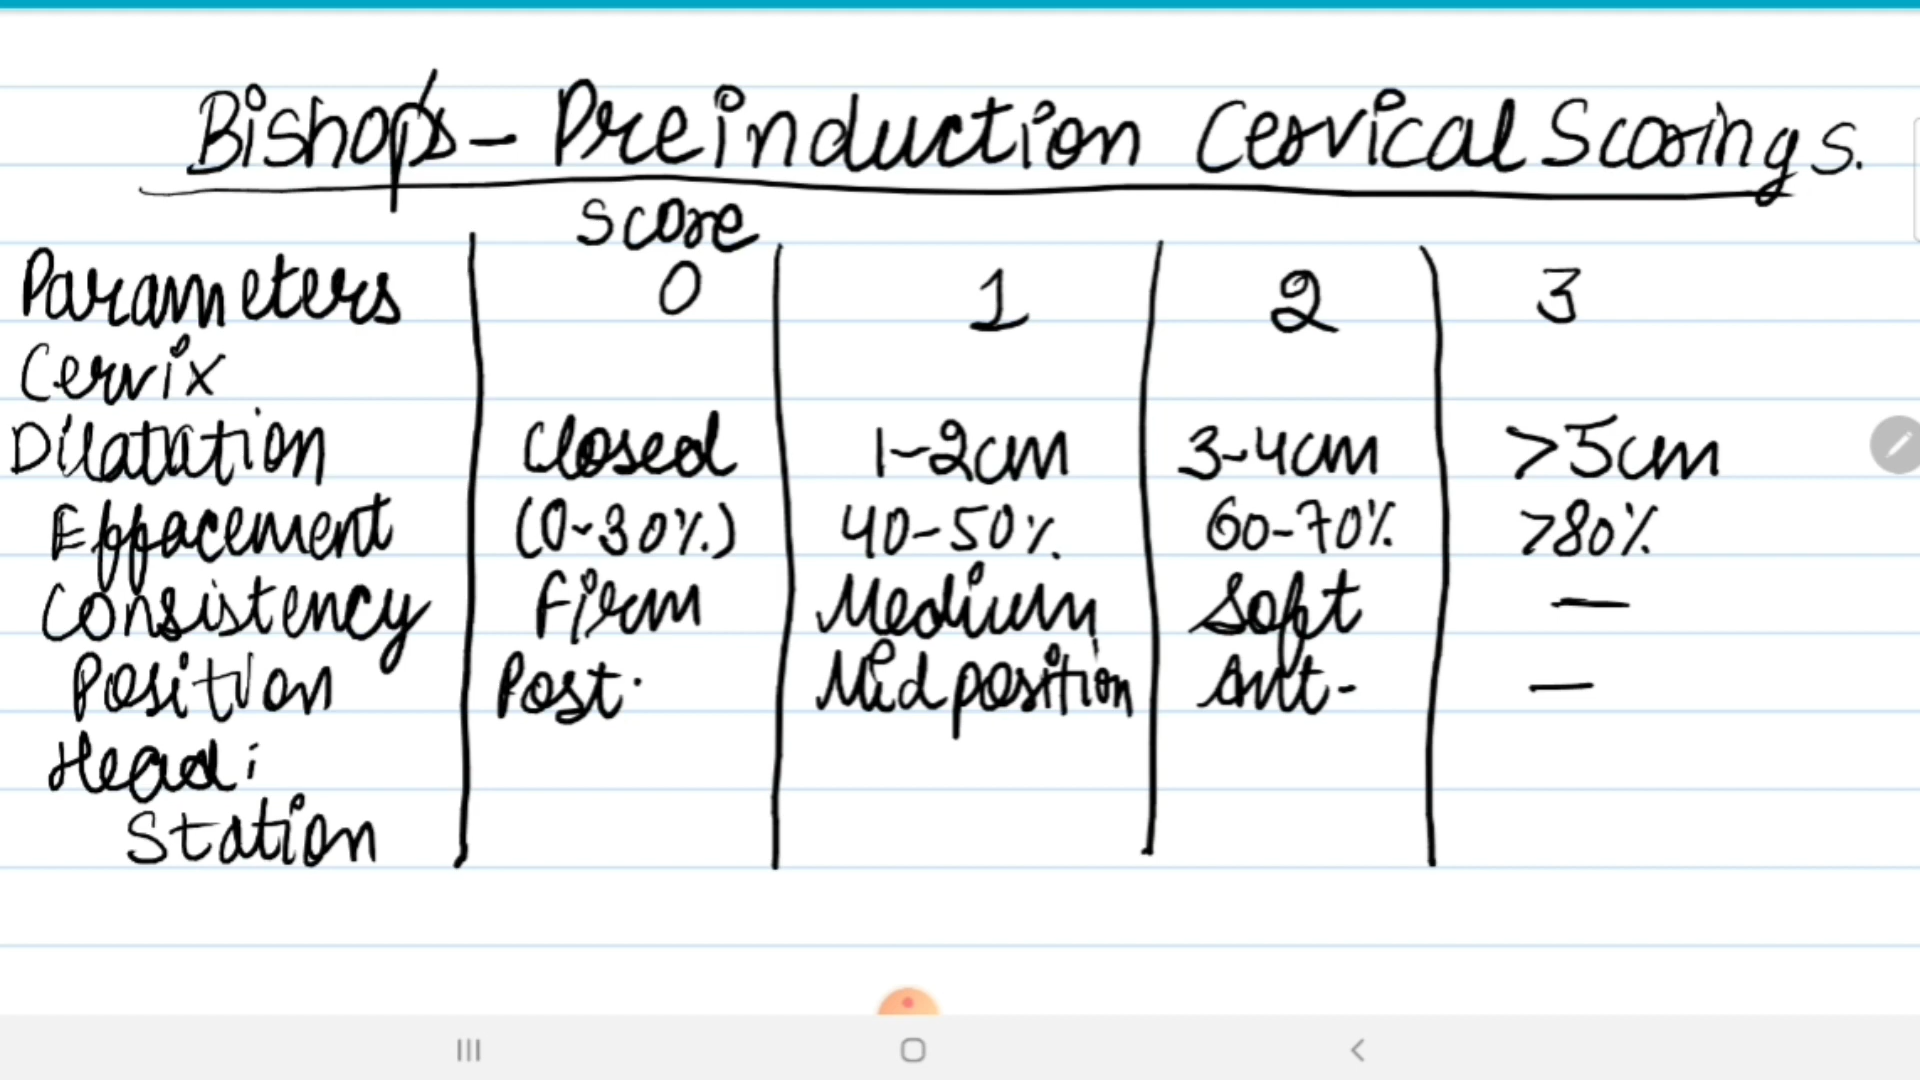 Bishop's - Preinduction Cervical Scorings.
Score
Parameters 0 1 2 3
Cervix
Dilatation Closed 1-2cm 3-4cm >5cm
Effacement (0-30%) 40-50% 60-70% >80%
Consistency Firm Medium Soft —
Position Post. Midposition Ant- —
Head:
Station